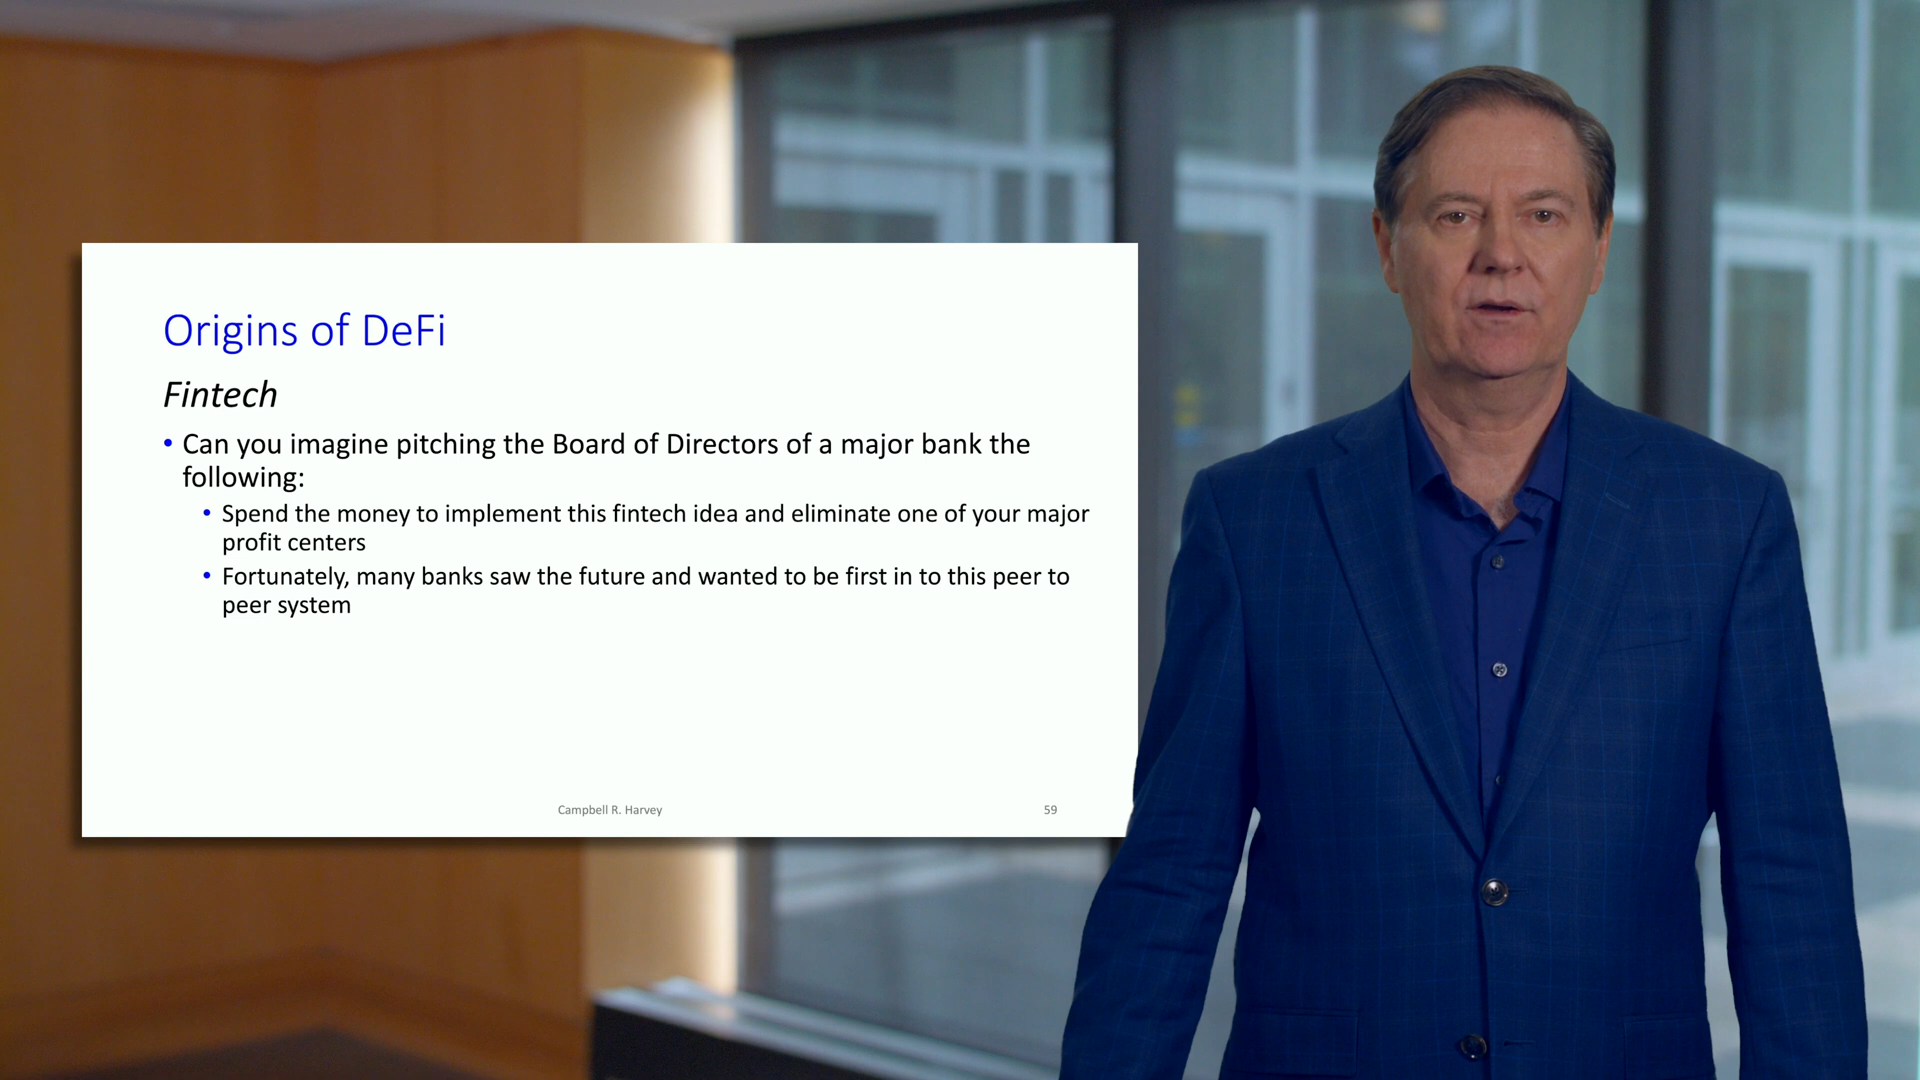 Origins of DeFi
Fintech
• Can you imagine pitching the Board of Directors of a major bank the
following:
• Spend the money to implement this fintech idea and eliminate one of your major
profit centers
• Fortunately, many banks saw the future and wanted to be first in to this peer to
peer system
Campbell R. Harvey
59